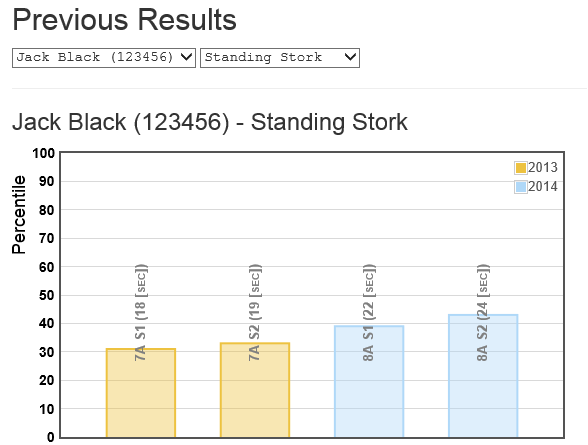 Previous Results
Jack Black (123456) Standing Stork
Jack Black (123456) - Standing Stork
Percentile
100
90
80
70
60
50
40
30
20
10
0
2013
2014
7A S1 (18 [SEC])
7A S2 (19 [SEC])
8A S1 (22 [SEC])
8A S2 (24 [SEC])